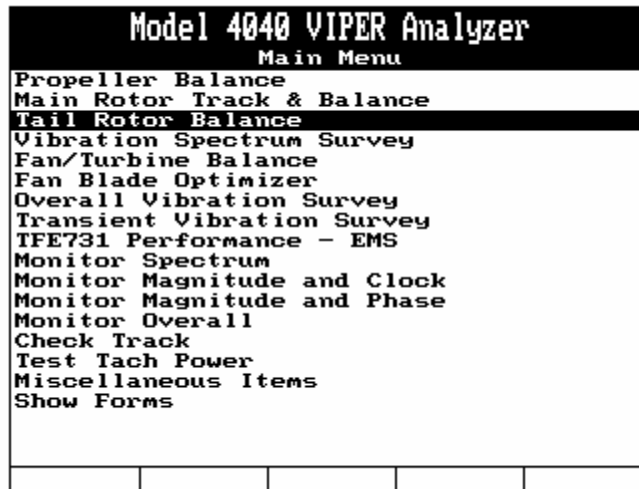 Model 4040 VIPER Analyzer
Main Menu
Propeller Balance
Main Rotor Track & Balance
Tail Rotor Balance
Vibration Spectrum Survey
Fan/Turbine Balance
Fan Blade Optimizer
Overall Vibration Survey
Transient Vibration Survey
TFE731 Performance – EMS
Monitor Spectrum
Monitor Magnitude and Clock
Monitor Magnitude and Phase
Monitor Overall
Check Track
Test Tach Power
Miscellaneous Items
Show Forms